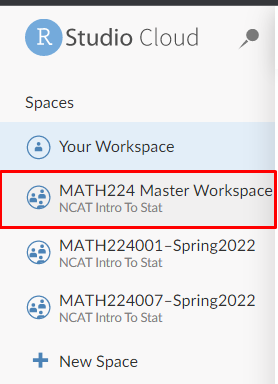 R Studio Cloud
Spaces
Your Workspace
MATH224 Master Workspace
NCAT Intro To Stat
MATH224001–Spring2022
NCAT Intro To Stat
MATH224007–Spring2022
NCAT Intro To Stat
New Space